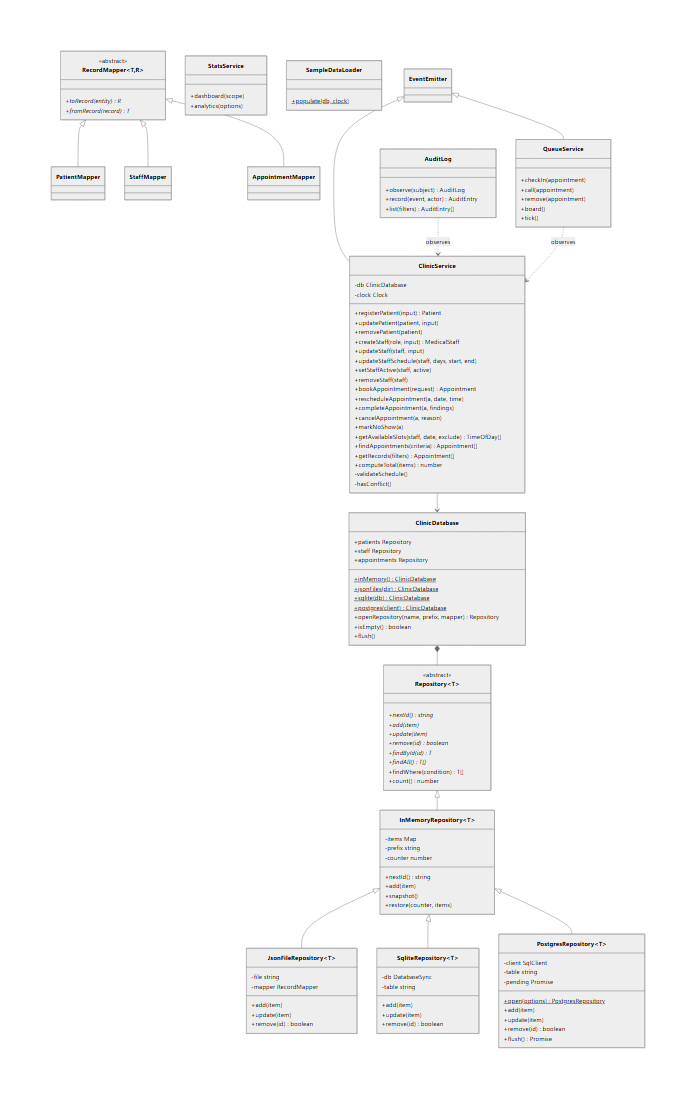 «abstract»
RecordMapper<T,R>
+toRecord(entity) : R
+fromRecord(record) : T
StatsService
+dashboard(scope)
+analytics(options)
SampleDataLoader
+populate(db, clock)
EventEmitter
PatientMapper
StaffMapper
AppointmentMapper
AuditLog
+observe(subject) : AuditLog
+record(event, actor) : AuditEntry
+list(filters) : AuditEntry[]
QueueService
+checkIn(appointment)
+call(appointment)
+remove(appointment)
+board()
+tick()
observes
observes
ClinicService
-db ClinicDatabase
-clock Clock
+registerPatient(input) : Patient
+updatePatient(patient, input)
+removePatient(patient)
+createStaff(role, input) : MedicalStaff
+updateStaff(staff, input)
+updateStaffSchedule(staff, days, start, end)
+setStaffActive(staff, active)
+removeStaff(staff)
+bookAppointment(request) : Appointment
+rescheduleAppointment(a, date, time)
+completeAppointment(a, findings)
+cancelAppointment(a, reason)
+markNoShow(a)
+getAvailableSlots(staff, date, exclude) : TimeOfDay[]
+findAppointments(criteria) : Appointment[]
+getRecords(filters) : Appointment[]
+computeTotal(items) : number
-validateSchedule()
-hasConflict()
ClinicDatabase
+patients Repository
+staff Repository
+appointments Repository
+inMemory() : ClinicDatabase
+jsonFiles(dir) : ClinicDatabase
+sqlite(db) : ClinicDatabase
+postgres(client) : ClinicDatabase
+openRepository(name, prefix, mapper) : Repository
+isEmpty() : boolean
+flush()
«abstract»
Repository<T>
+nextId() : string
+add(item)
+update(item)
+remove(id) : boolean
+findById(id) : T
+findAll() : T[]
+findWhere(condition) : T[]
+count() : number
InMemoryRepository<T>
-items Map
-prefix string
-counter number
+nextId() : string
+add(item)
+snapshot()
+restore(counter, items)
JsonFileRepository<T>
-file string
-mapper RecordMapper
+add(item)
+update(item)
+remove(id) : boolean
SqliteRepository<T>
-db DatabaseSync
-table string
+add(item)
+update(item)
+remove(id) : boolean
PostgresRepository<T>
-client SqlClient
-table string
-pending Promise
+open(options) : PostgresRepository
+add(item)
+update(item)
+remove(id) : boolean
+flush() : Promise